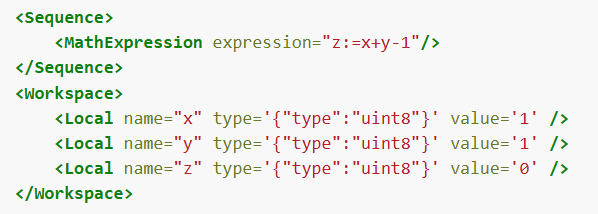 <Sequence>
    <MathExpression expression="z:=x+y-1"/>
</Sequence>
<Workspace>
    <Local name="x" type='{"type":"uint8"}' value='1' />
    <Local name="y" type='{"type":"uint8"}' value='1' />
    <Local name="z" type='{"type":"uint8"}' value='0' />
</Workspace>